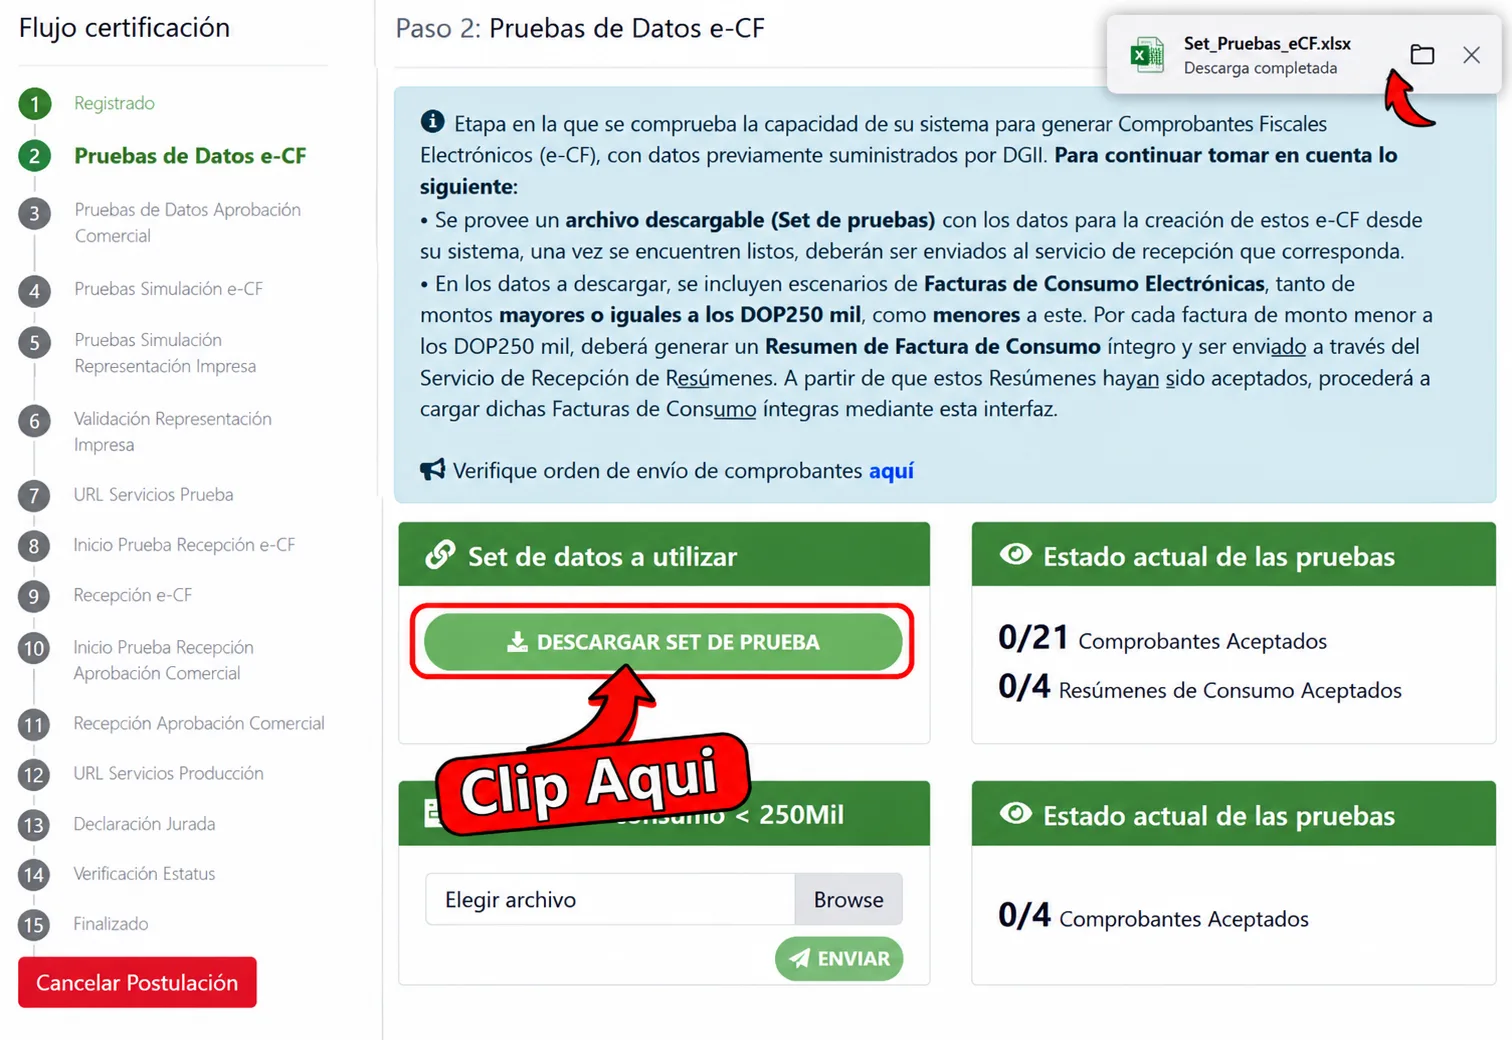 Flujo certificación
1 Registrado
2 Pruebas de Datos e-CF
3 Pruebas de Datos Aprobación
Comercial
4 Pruebas Simulación e-CF
5 Pruebas Simulación
Representación Impresa
6 Validación Representación
Impresa
7 URL Servicios Prueba
8 Inicio Prueba Recepción e-CF
9 Recepción e-CF
10 Inicio Prueba Recepción
Aprobación Comercial
11 Recepción Aprobación Comercial
12 URL Servicios Producción
13 Declaración Jurada
14 Verificación Estatus
15 Finalizado
Cancelar Postulación
Paso 2: Pruebas de Datos e-CF
Set_Pruebas_eCF.xlsx
Descarga completada
Etapa en la que se comprueba la capacidad de su sistema para generar Comprobantes Fiscales
Electrónicos (e-CF), con datos previamente suministrados por DGII. Para continuar tomar en cuenta lo
siguiente:
• Se provee un archivo descargable (Set de pruebas) con los datos para la creación de estos e-CF desde
su sistema, una vez se encuentren listos, deberán ser enviados al servicio de recepción que corresponda.
• En los datos a descargar, se incluyen escenarios de Facturas de Consumo Electrónicas, tanto de
montos mayores o iguales a los DOP250 mil, como menores a este. Por cada factura de monto menor a
los DOP250 mil, deberá generar un Resumen de Factura de Consumo íntegro y ser enviado a través del
Servicio de Recepción de Resúmenes. A partir de que estos Resúmenes hayan sido aceptados, procederá a
cargar dichas Facturas de Consumo íntegras mediante esta interfaz.
Verifique orden de envío de comprobantes aquí
Set de datos a utilizar
DESCARGAR SET DE PRUEBA
Clip Aqui
Estado actual de las pruebas
0/21 Comprobantes Aceptados
0/4 Resúmenes de Consumo Aceptados
consumo < 250Mil
Elegir archivo Browse
ENVIAR
Estado actual de las pruebas
0/4 Comprobantes Aceptados